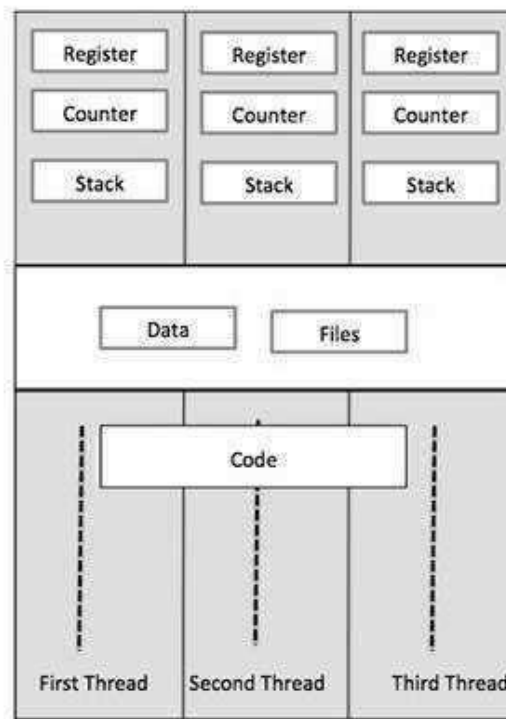 Register Register Register
Counter Counter Counter
Stack Stack Stack
Data Files
Code
First Thread Second Thread Third Thread